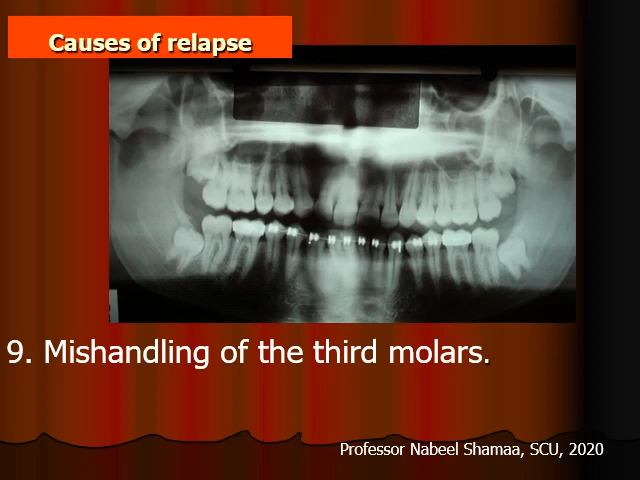 Causes of relapse
9. Mishandling of the third molars.
Professor Nabeel Shamaa, SCU, 2020